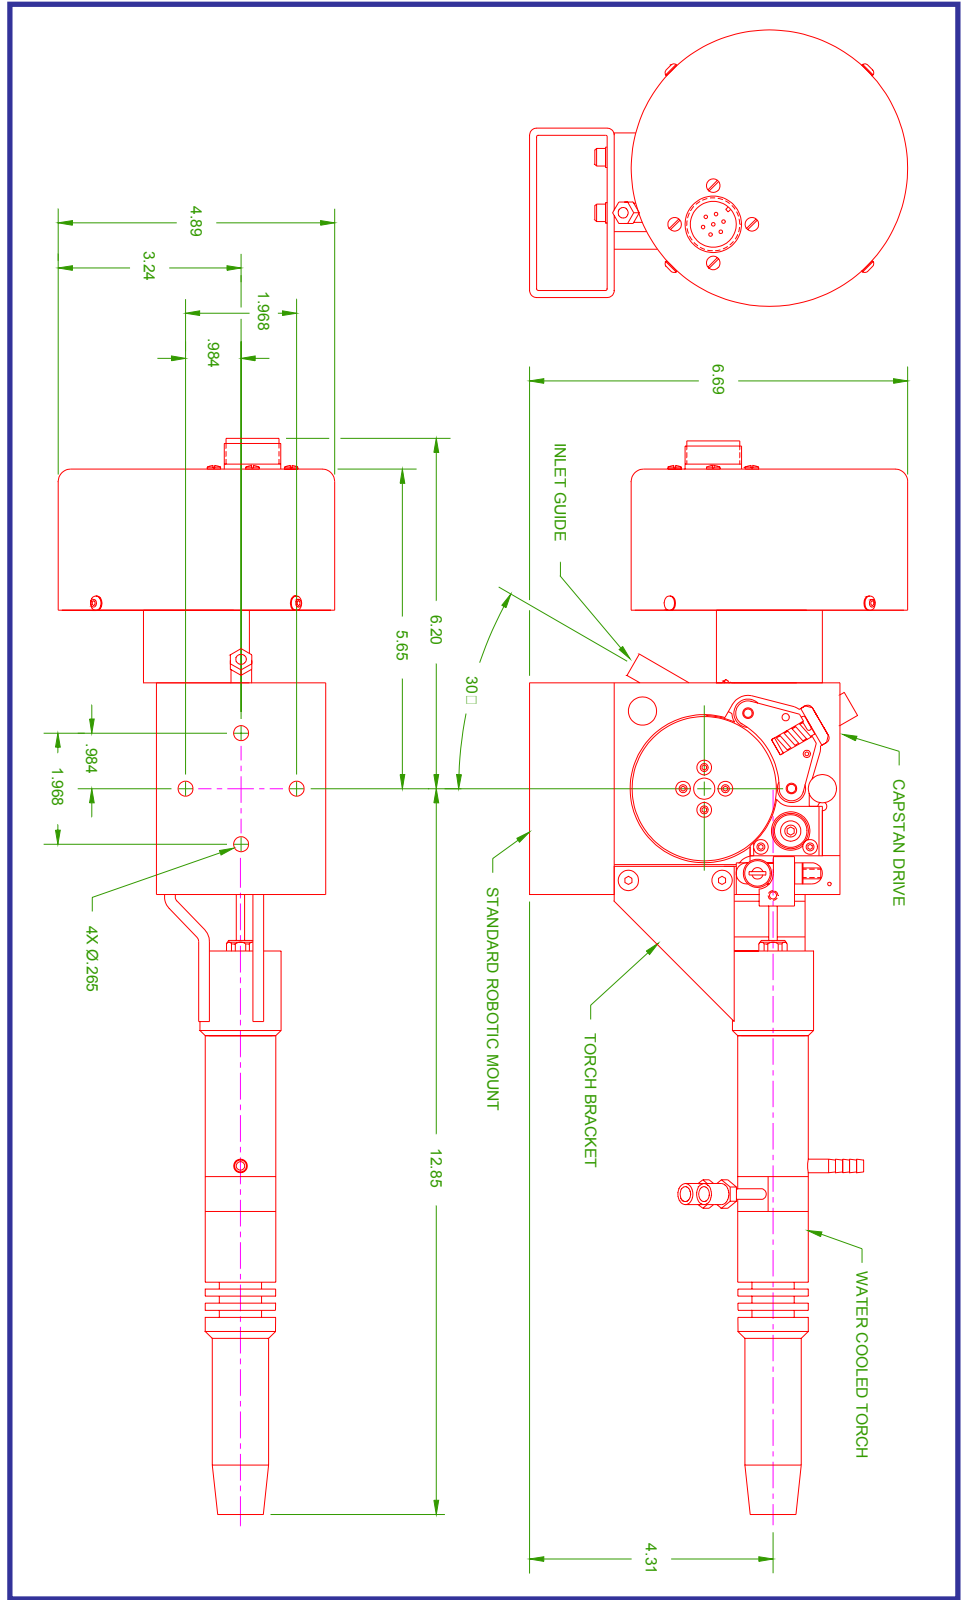 6.69
INLET GUIDE
30□
CAPSTAN DRIVE
STANDARD ROBOTIC MOUNT
TORCH BRACKET
WATER COOLED TORCH
4.31
4.89
3.24
1.968
.984
6.20
5.65
.984
1.968
4X Ø.265
12.85